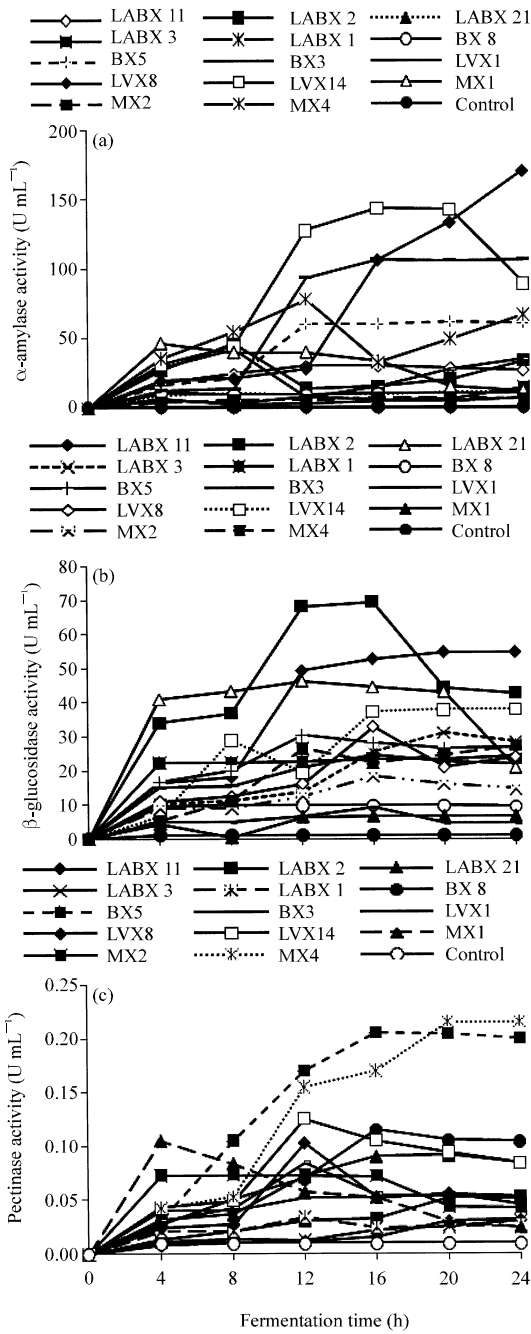 LABX 11 LABX 2 LABX 21
LABX 3 LABX 1 BX 8
BX5 BX3 LVX1
LVX8 LVX14 MX1
MX2 MX4 Control
(a)
α-amylase activity (U mL⁻¹)
200
150
100
50
0
LABX 11 LABX 2 LABX 21
LABX 3 LABX 1 BX 8
BX5 BX3 LVX1
LVX8 LVX14 MX1
MX2 MX4 Control
(b)
β-glucosidase activity (U mL⁻¹)
80
70
60
50
40
30
20
10
0
LABX 11 LABX 2 LABX 21
LABX 3 LABX 1 BX 8
BX5 BX3 LVX1
LVX8 LVX14 MX1
MX2 MX4 Control
(c)
Pectinase activity (U mL⁻¹)
0.25
0.20
0.15
0.10
0.05
0.00
0 4 8 12 16 20 24
Fermentation time (h)